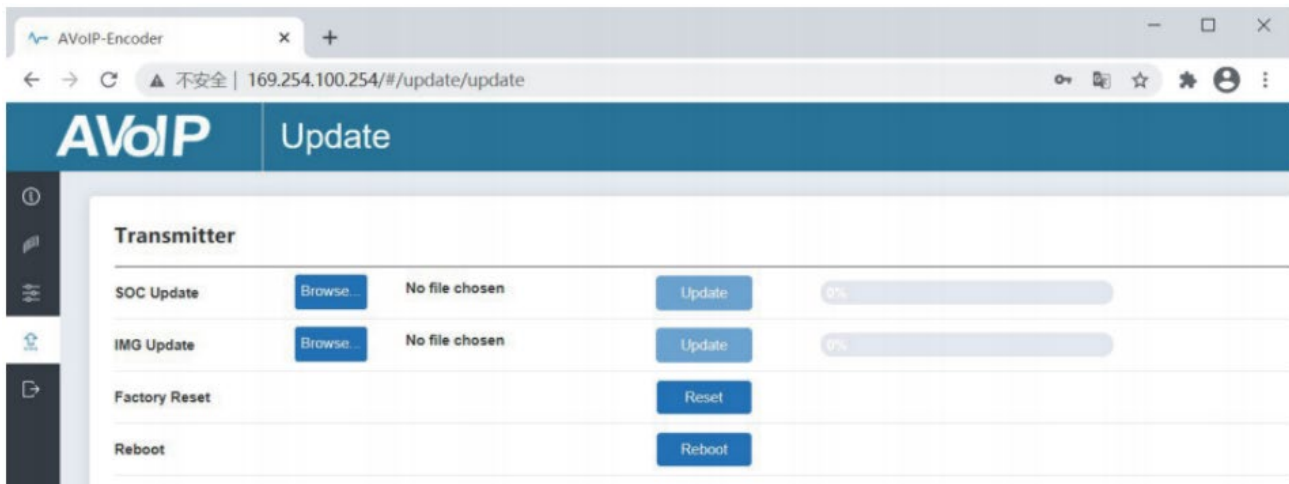 AVoIP-Encoder
不安全 | 169.254.100.254/#/update/update
AVoIP Update
Transmitter
SOC Update Browse... No file chosen Update 0%
IMG Update Browse... No file chosen Update 0%
Factory Reset Reset
Reboot Reboot